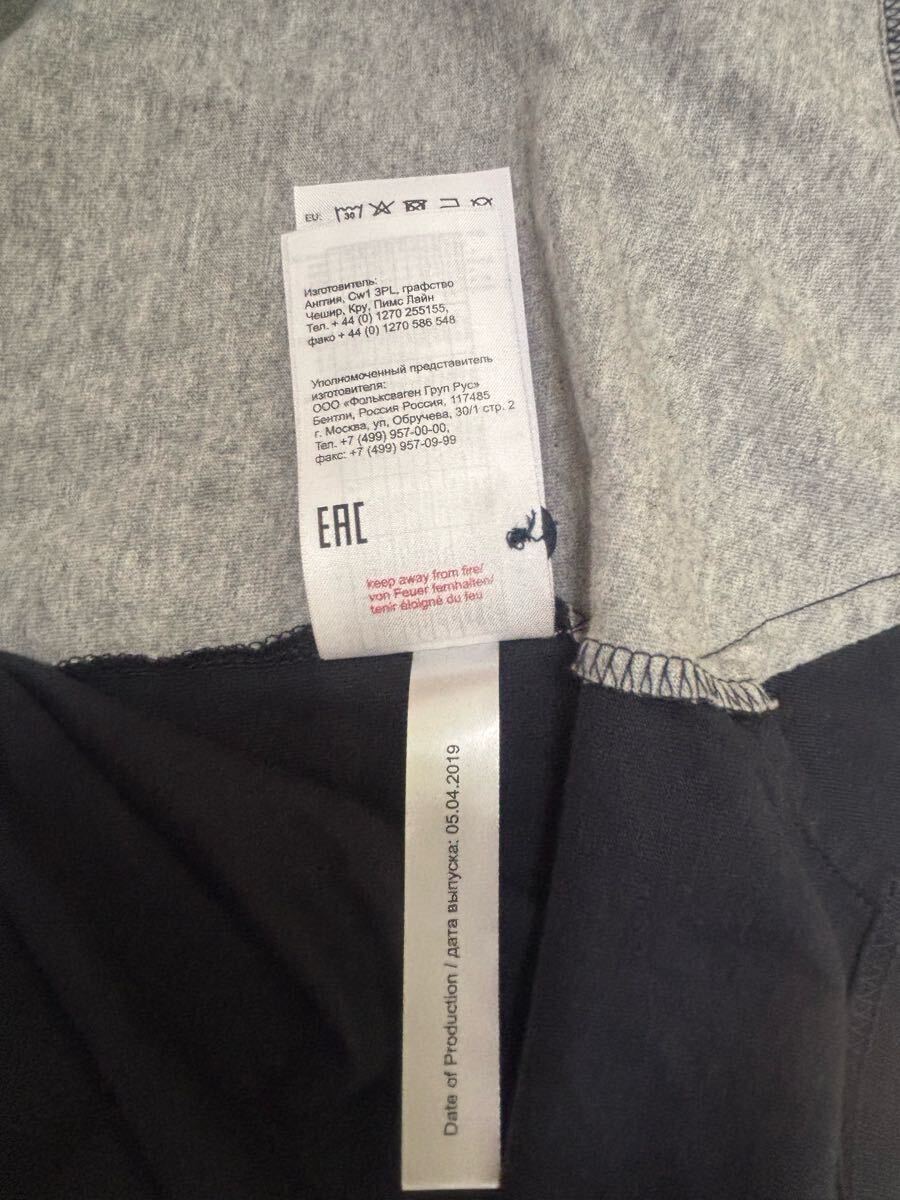 EU: 30
Изготовитель:
Англия, Cw1 3PL, графство
Чешир, Кру, Пимс Лайн
Тел. + 44 (0) 1270 255155,
факс + 44 (0) 1270 586 548
Уполномоченный представитель
изготовителя:
ООО «Фольксваген Груп Рус»
Бентли, Россия Россия, 117485
г. Москва, ул, Обручева, 30/1 стр. 2
Тел. +7 (499) 957-00-00,
факс: +7 (499) 957-09-99
EAC
keep away from fire/
von Feuer fernhalten/
tenir éloigné du feu
Date of Production / дата выпуска: 05.04.2019